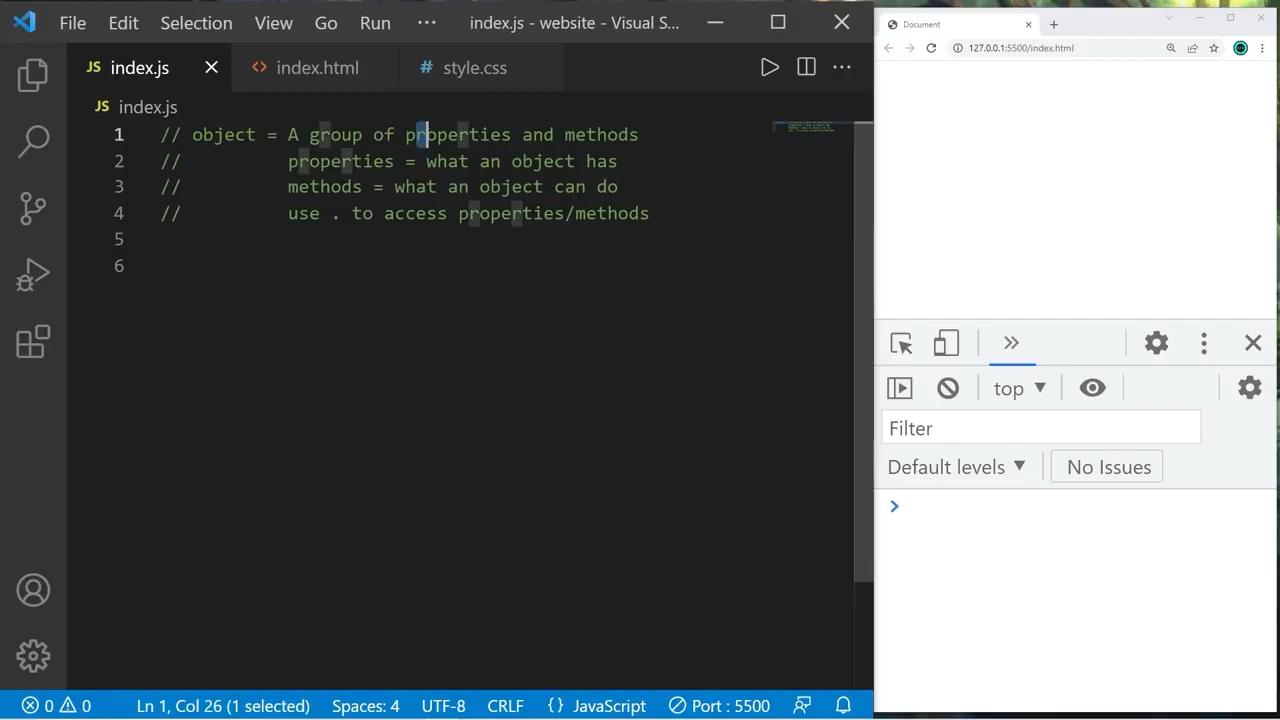 File Edit Selection View Go Run ··· index.js - website - Visual S...
JS index.js <> index.html # style.css
JS index.js
1 // object = A group of properties and methods
2 // properties = what an object has
3 // methods = what an object can do
4 // use . to access properties/methods
5
6
0 0 Ln 1, Col 26 (1 selected) Spaces: 4 UTF-8 CRLF {} JavaScript Port : 5500
Document
127.0.0.1:5500/index.html
top
Filter
Default levels No Issues